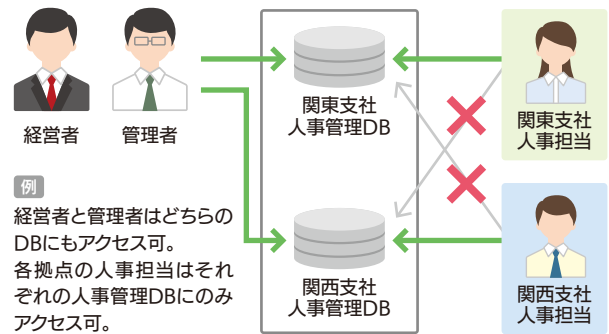 経営者
管理者
関東支社
人事管理DB
関東支社
人事担当
例
経営者と管理者はどちらの
DBにもアクセス可。
各拠点の人事担当はそれ
ぞれの人事管理DBにのみ
アクセス可。
関西支社
人事管理DB
関西支社
人事担当